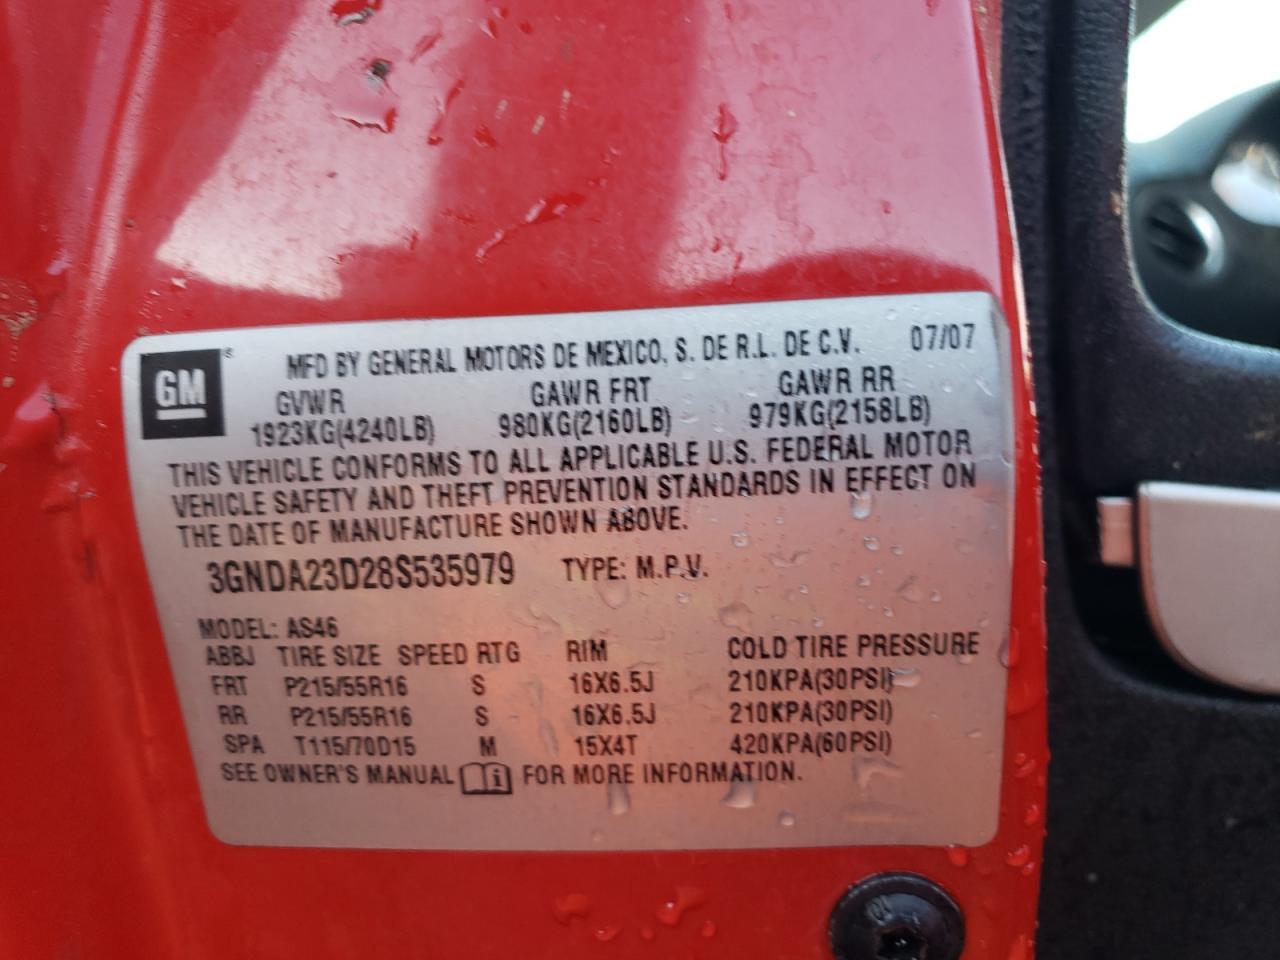 GM ® MFD BY GENERAL MOTORS DE MEXICO, S. DE R.L. DE C.V. 07/07
GVWR GAWR FRT GAWR RR
1923KG(4240LB) 980KG(2160LB) 979KG(2158LB)
THIS VEHICLE CONFORMS TO ALL APPLICABLE U.S. FEDERAL MOTOR
VEHICLE SAFETY AND THEFT PREVENTION STANDARDS IN EFFECT ON
THE DATE OF MANUFACTURE SHOWN ABOVE.
3GNDA23D28S535979 TYPE: M.P.V.
MODEL: AS46
ABBJ TIRE SIZE SPEED RTG RIM COLD TIRE PRESSURE
FRT P215/55R16 S 16X6.5J 210KPA(30PSI)
RR P215/55R16 S 16X6.5J 210KPA(30PSI)
SPA T115/70D15 M 15X4T 420KPA(60PSI)
SEE OWNER'S MANUAL i FOR MORE INFORMATION.